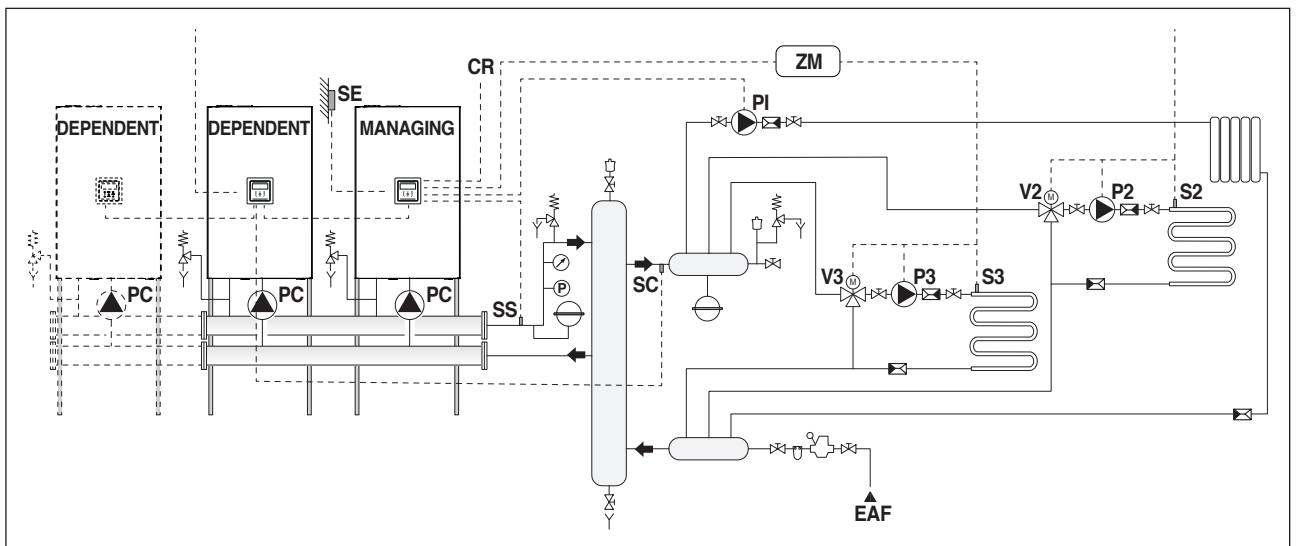 CR
ZM
SE
PI
DEPENDENT
DEPENDENT
MANAGING
M
V2
P2
S2
M
V3
P3
S3
SC
PC
PC
PC
SS
P
EAF